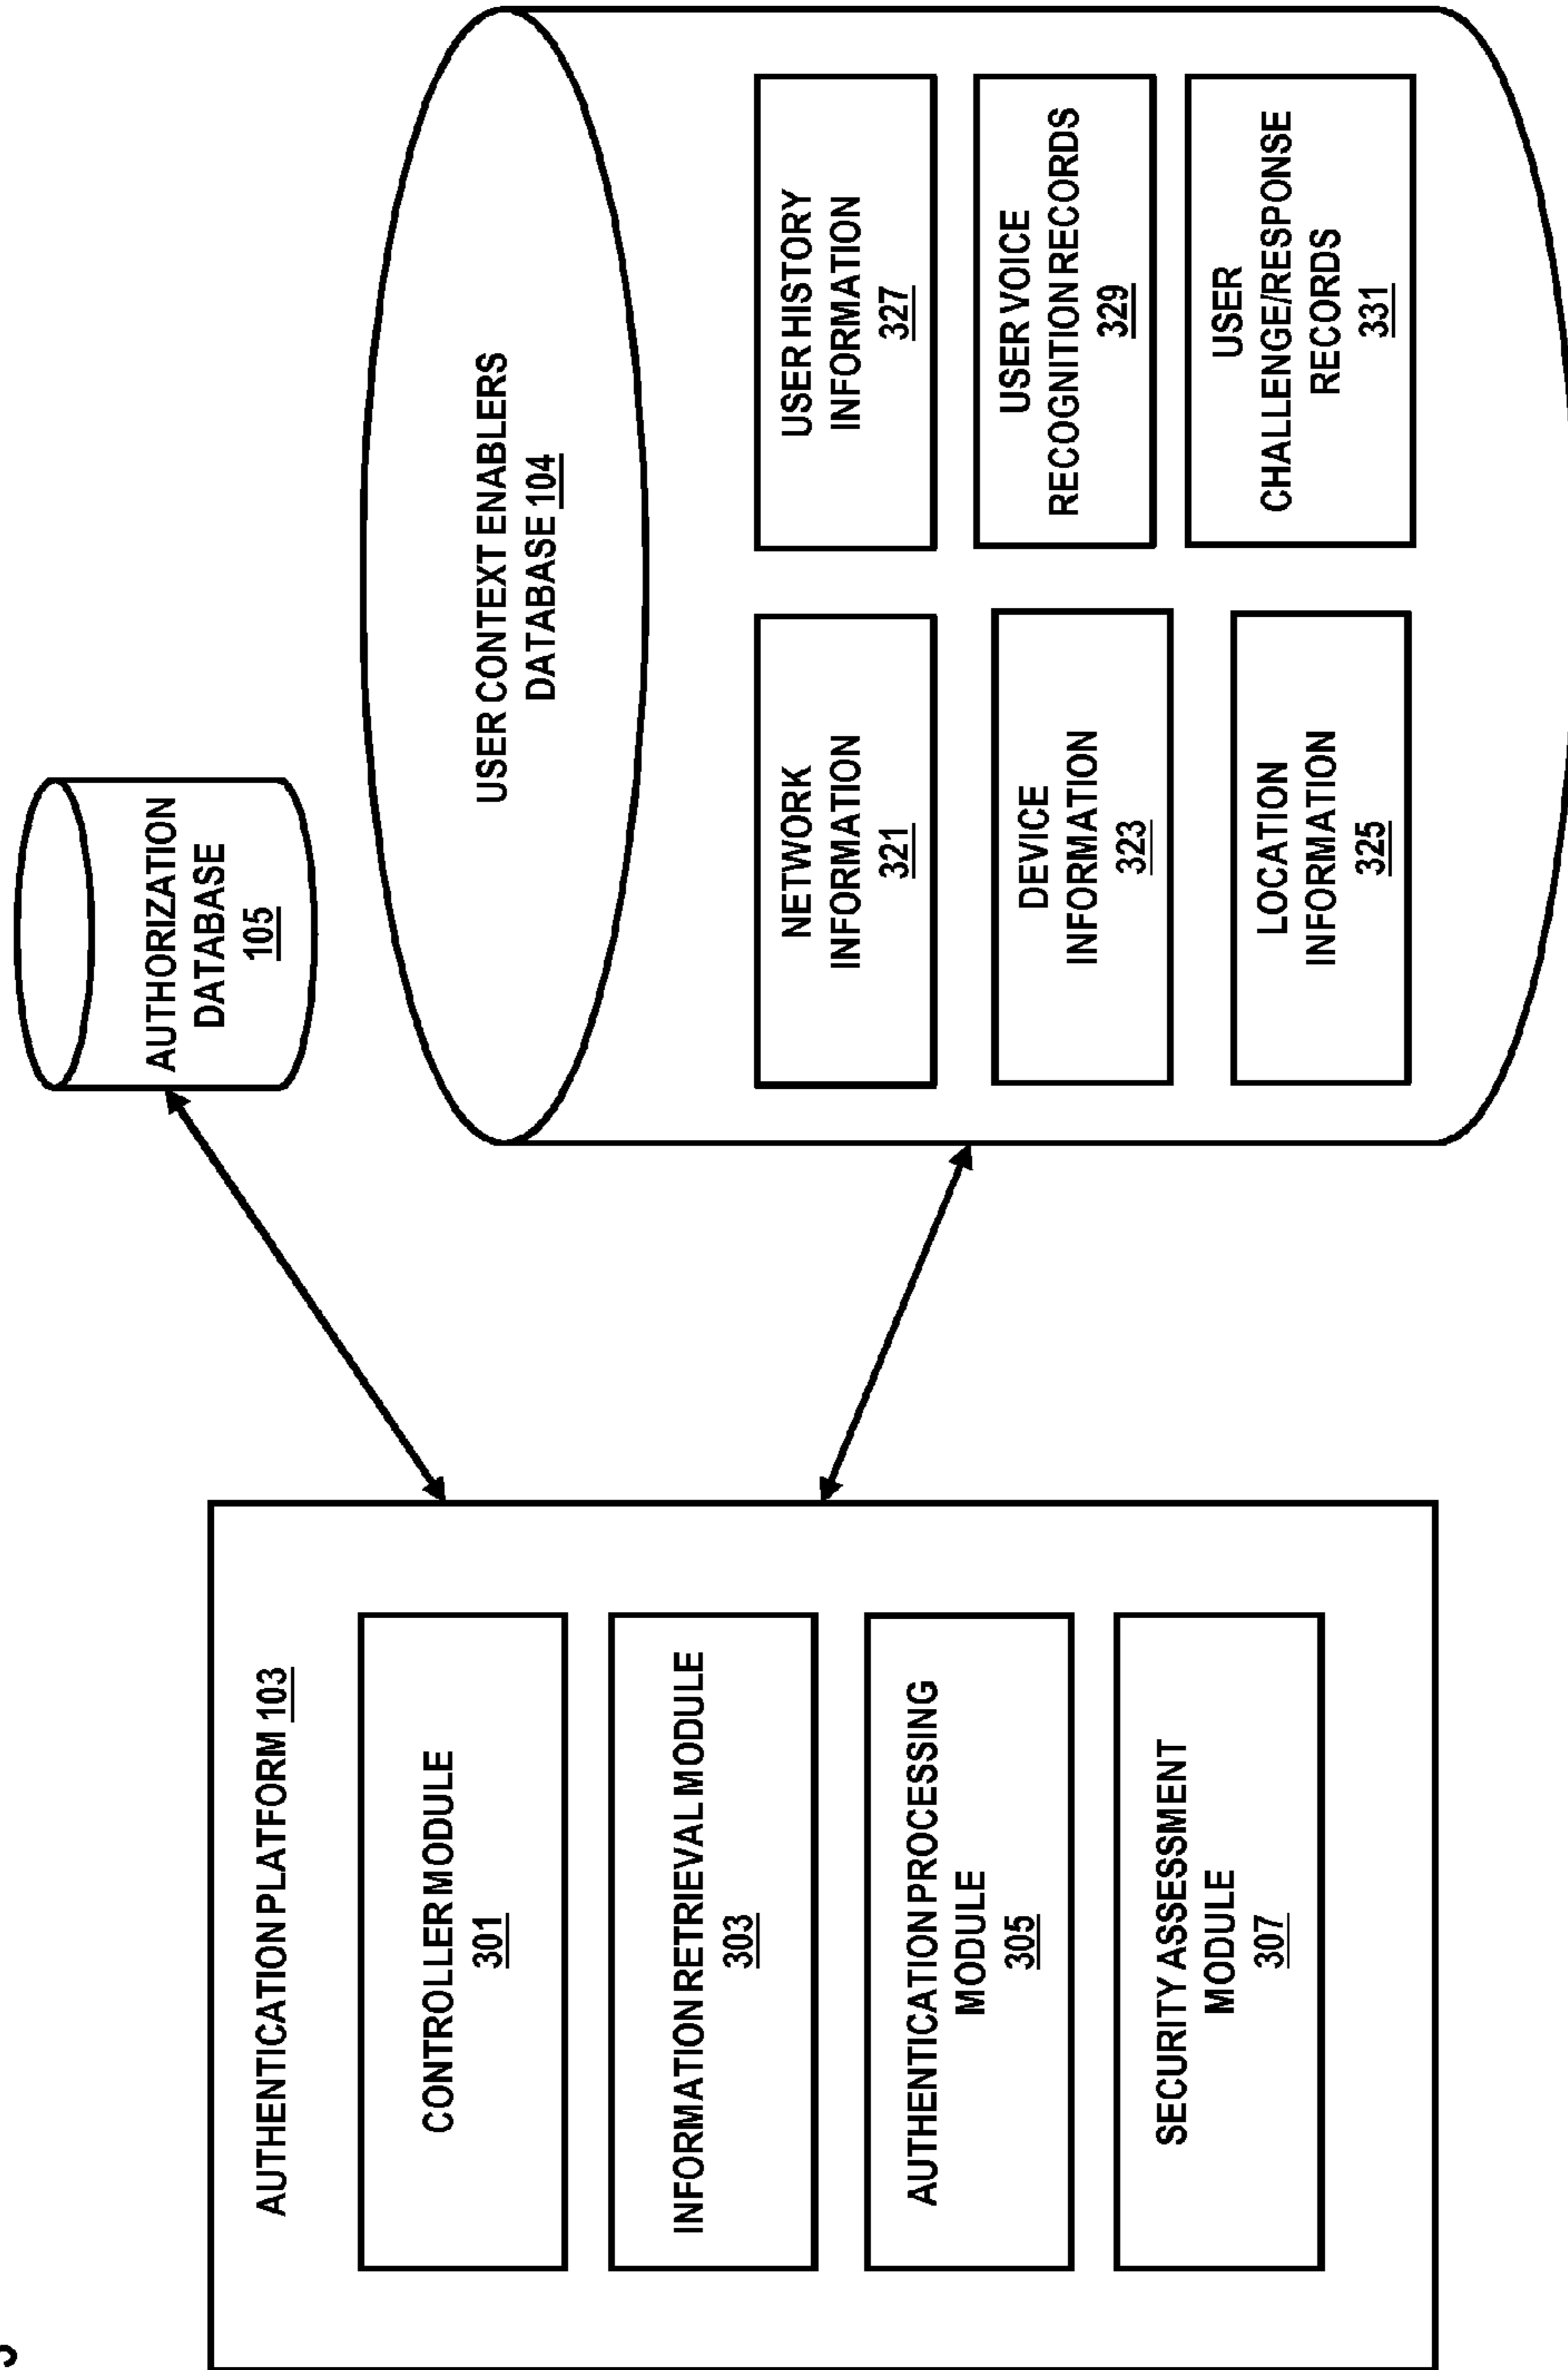 AUTHENTICATION PLATFORM 103
CONTROLLER MODULE
301
INFORMATION RETRIEVAL MODULE
303
AUTHENTICATION PROCESSING
MODULE
305
SECURITY ASSESSMENT
MODULE
307
AUTHORIZATION
DATABASE
105
USER CONTEXT ENABLERS
DATABASE 104
NETWORK
INFORMATION
321
DEVICE
INFORMATION
323
LOCATION
INFORMATION
325
USER HISTORY
INFORMATION
327
USER VOICE
RECOGNITION RECORDS
329
USER
CHALLENGE/RESPONSE
RECORDS
331